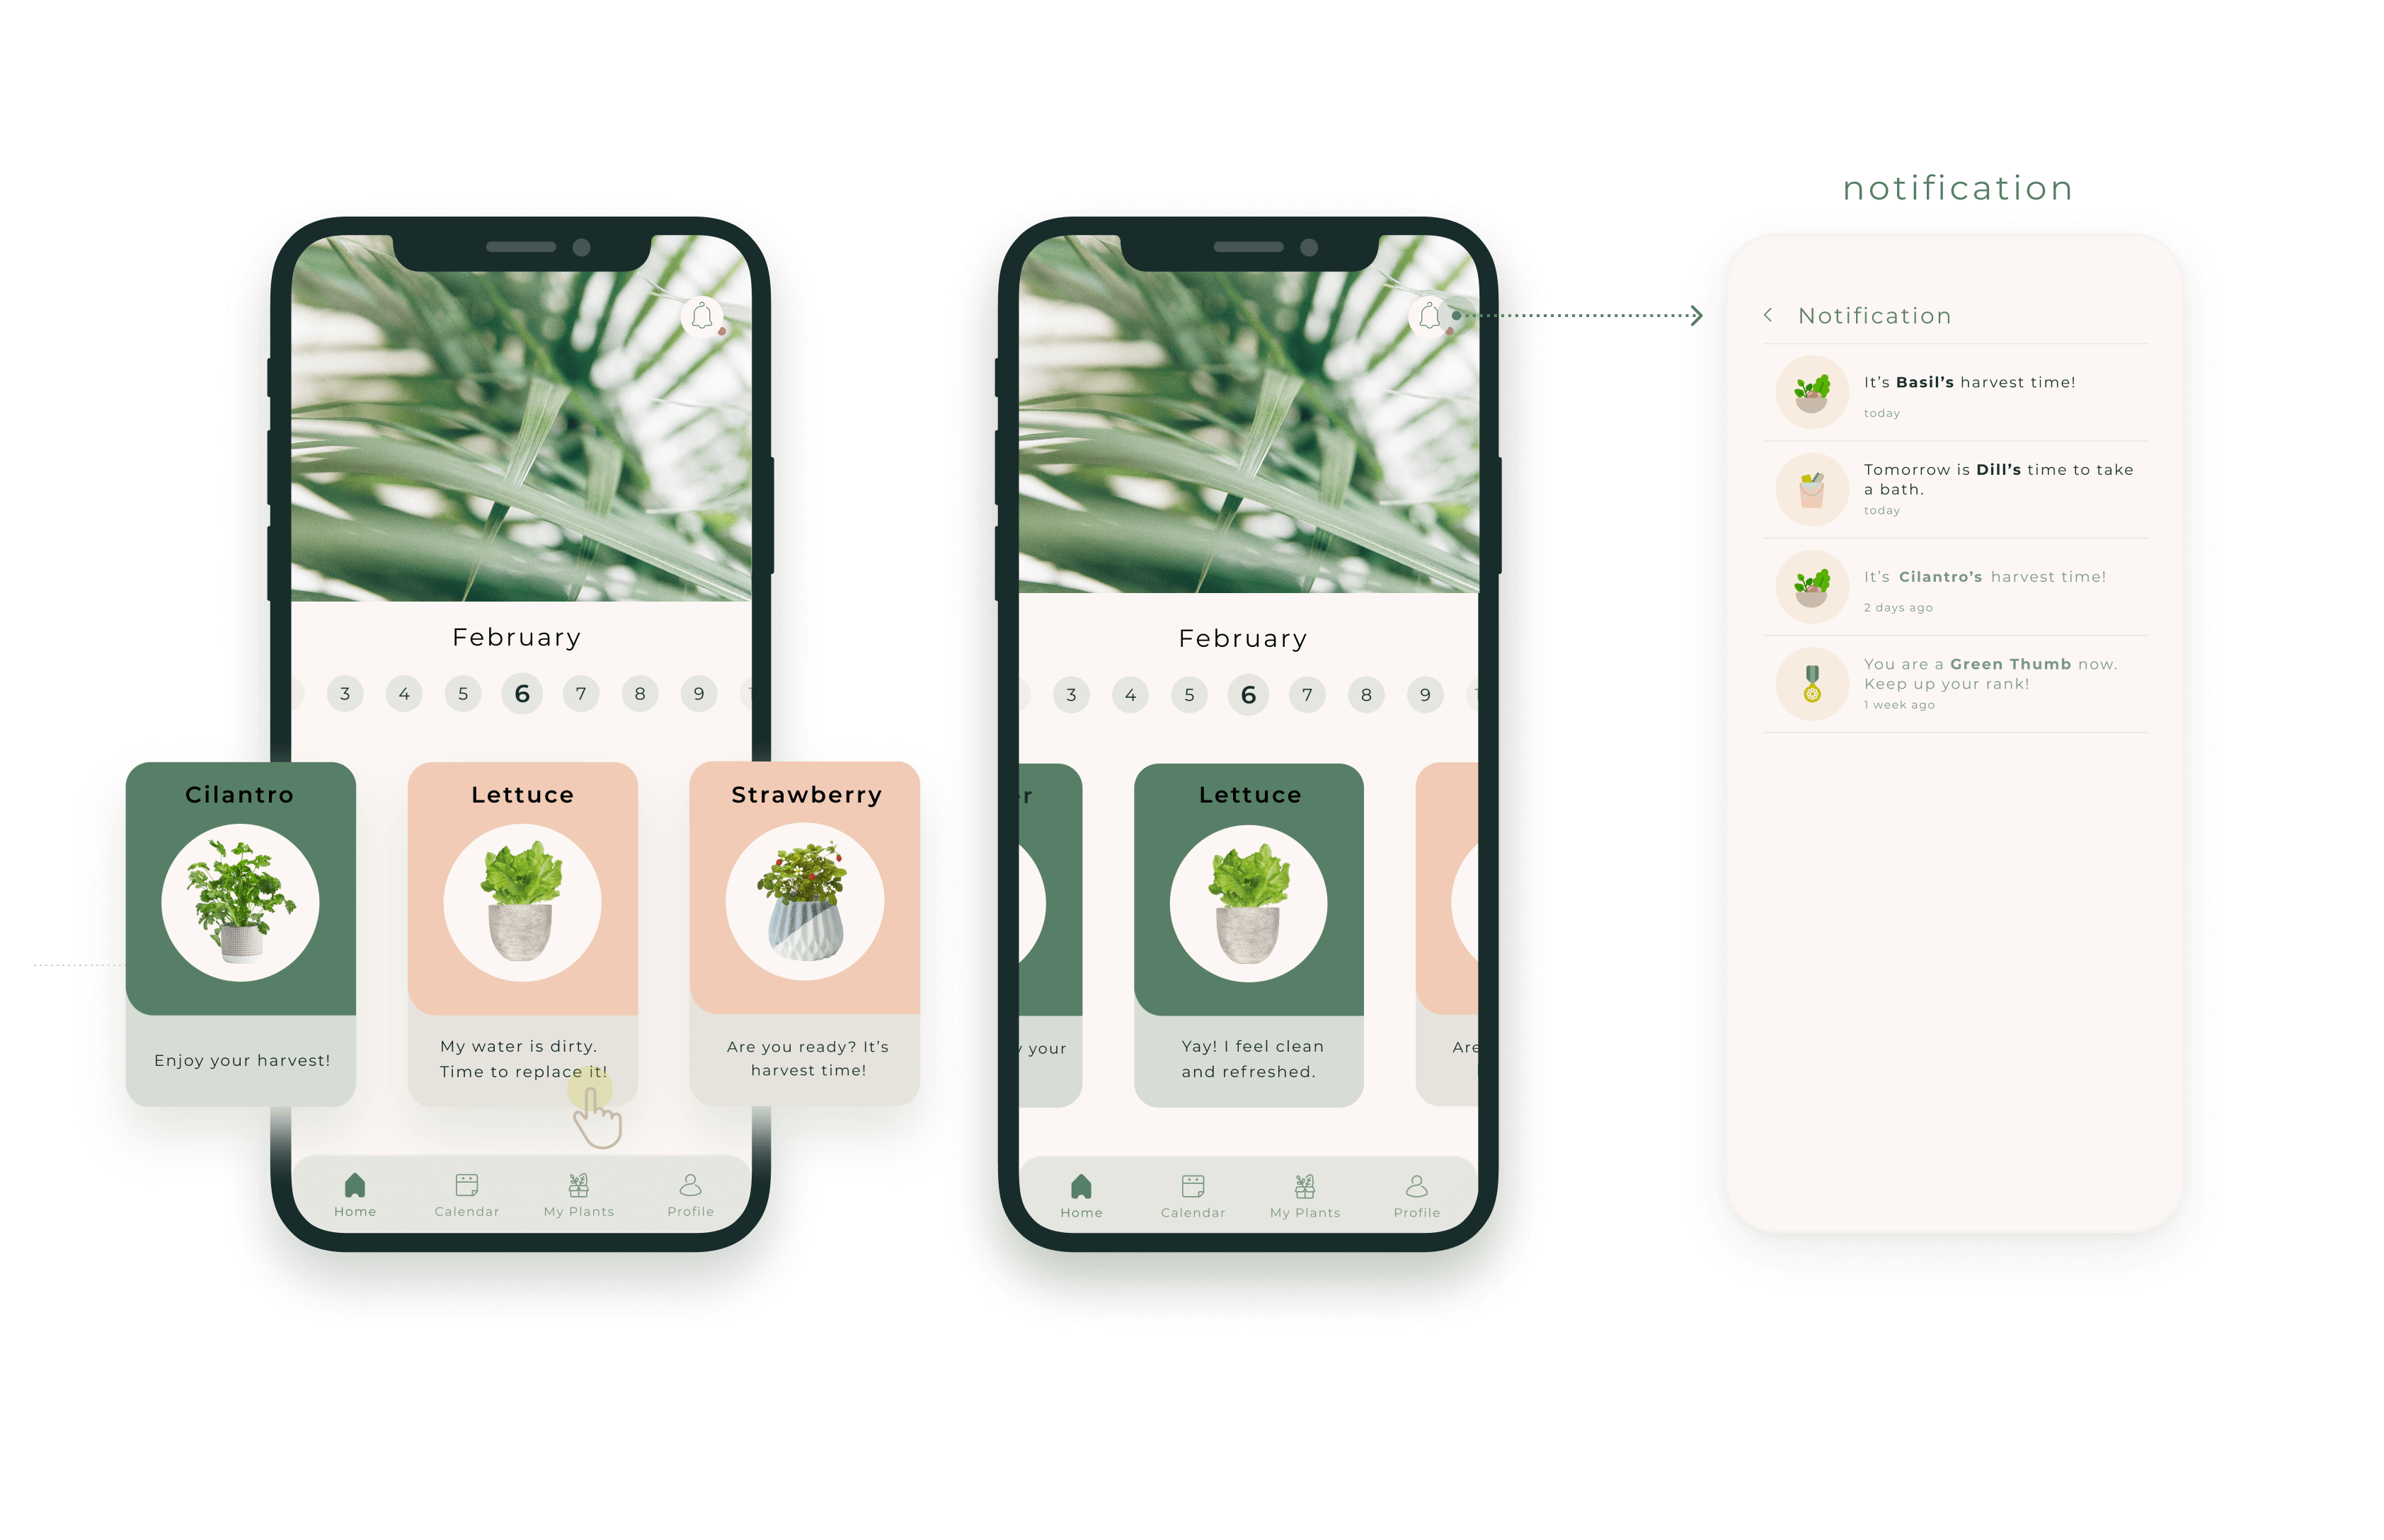 February
3 4 5 6 7 8 9
Cilantro
Enjoy your harvest!
Lettuce
My water is dirty.
Time to replace it!
Strawberry
Are you ready? It's
harvest time!
Home Calendar My Plants Profile
February
3 4 5 6 7 8 9
your
Lettuce
Yay! I feel clean
and refreshed.
Are
Home Calendar My Plants Profile
notification
< Notification
It's Basil's harvest time!
today
Tomorrow is Dill's time to take
a bath.
today
It's Cilantro's harvest time!
2 days ago
You are a Green Thumb now.
Keep up your rank!
1 week ago